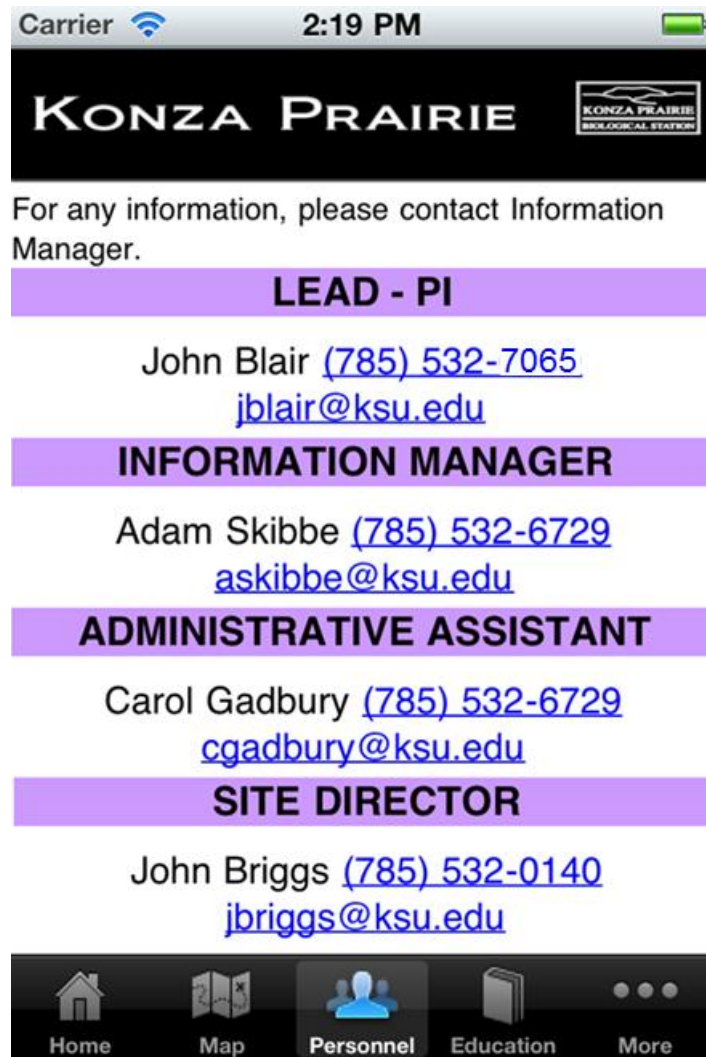 Carrier 2:19 PM
KONZA PRAIRIE
KONZA PRAIRIE
BIOLOGICAL STATION
For any information, please contact Information
Manager.
LEAD - PI
John Blair (785) 532-7065
jblair@ksu.edu
INFORMATION MANAGER
Adam Skibbe (785) 532-6729
askibbe@ksu.edu
ADMINISTRATIVE ASSISTANT
Carol Gadbury (785) 532-6729
cgadbury@ksu.edu
SITE DIRECTOR
John Briggs (785) 532-0140
jbriggs@ksu.edu
Home Map Personnel Education More